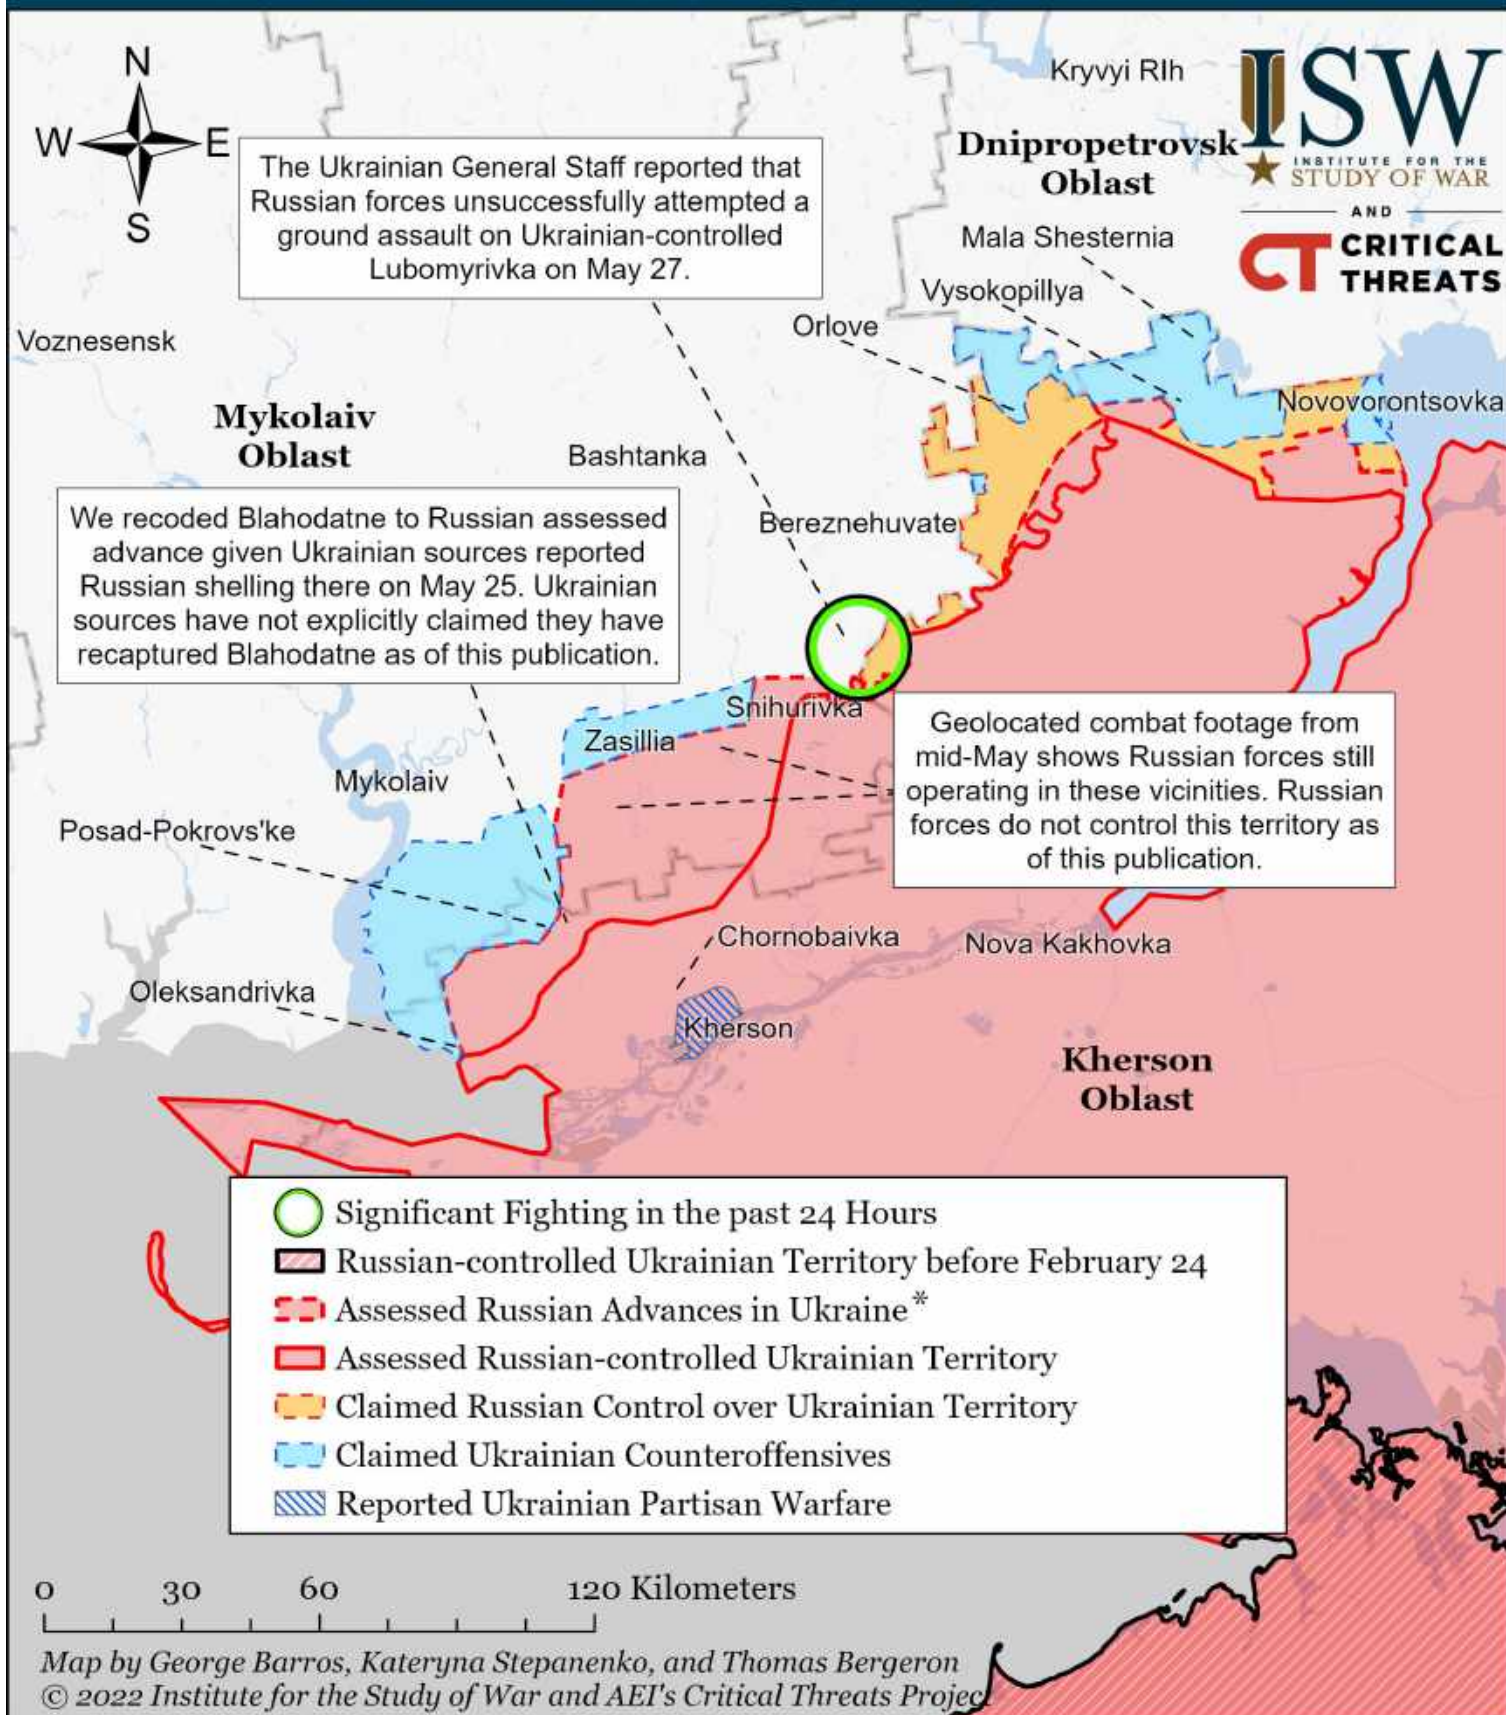 N
W E
S
Kryvyi RIh
ISW
INSTITUTE FOR THE
STUDY OF WAR
AND
CT CRITICAL
THREATS
Dnipropetrovsk
Oblast
The Ukrainian General Staff reported that
Russian forces unsuccessfully attempted a
ground assault on Ukrainian-controlled
Lubomyrivka on May 27.
Mala Shesternia
Vysokopillya
Orlove
Voznesensk
Novovorontsovka
Mykolaiv
Oblast
Bashtanka
We recoded Blahodatne to Russian assessed
advance given Ukrainian sources reported
Russian shelling there on May 25. Ukrainian
sources have not explicitly claimed they have
recaptured Blahodatne as of this publication.
Bereznehuvate
Snihurivka
Zasillia
Geolocated combat footage from
mid-May shows Russian forces still
operating in these vicinities. Russian
forces do not control this territory as
of this publication.
Mykolaiv
Posad-Pokrovs'ke
Chornobaivka
Nova Kakhovka
Oleksandrivka
Kherson
Kherson
Oblast
Significant Fighting in the past 24 Hours
Russian-controlled Ukrainian Territory before February 24
Assessed Russian Advances in Ukraine*
Assessed Russian-controlled Ukrainian Territory
Claimed Russian Control over Ukrainian Territory
Claimed Ukrainian Counteroffensives
Reported Ukrainian Partisan Warfare
0 30 60 120 Kilometers
Map by George Barros, Kateryna Stepanenko, and Thomas Bergeron
© 2022 Institute for the Study of War and AEI's Critical Threats Project